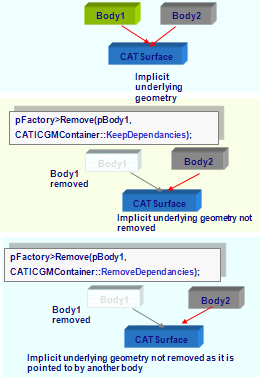 Body1
Body2
CATSurface
Implicit
underlying
geometry
pFactory>Remove(pBody1,
CATICGMContainer::KeepDependancies);
Body1
Body2
Body1
removed
CATSurface
Implicit underlying geometry not
removed
pFactory>Remove(pBody1,
CATICGMContainer::RemoveDependancies);
Body1
Body2
Body1
removed
CATSurface
Implicit underlying geometry not removed as it is
pointed to by another body